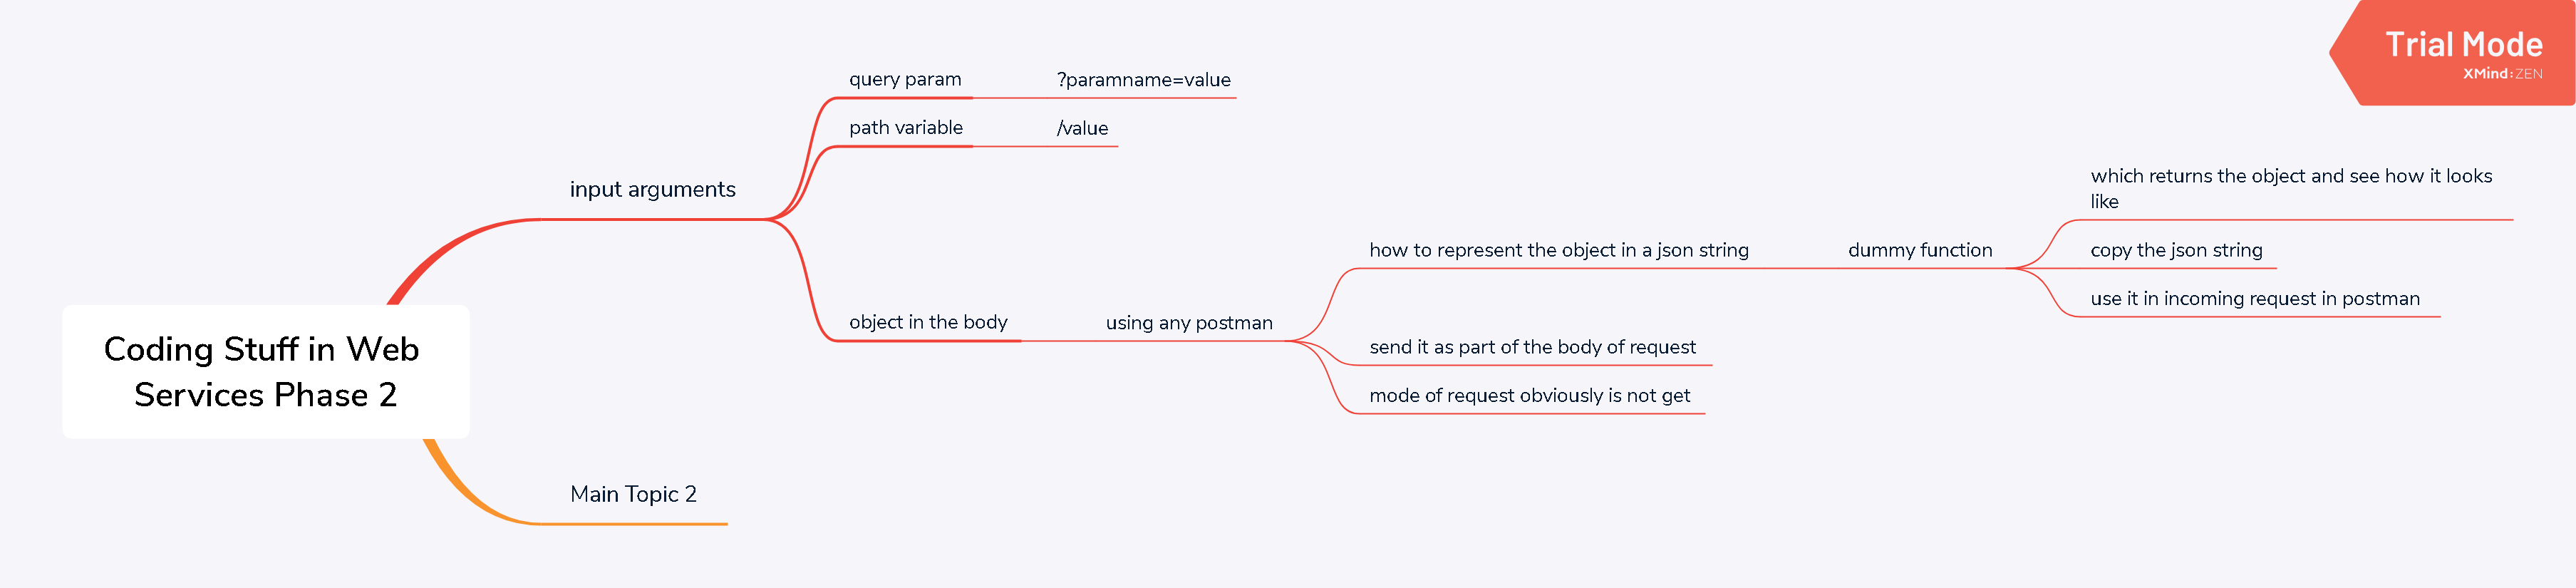 Trial Mode
XMind:ZEN
query param
?paramname=value
path variable
/value
input arguments
which returns the object and see how it looks
like
how to represent the object in a json string
dummy function
copy the json string
use it in incoming request in postman
object in the body
using any postman
send it as part of the body of request
mode of request obviously is not get
Coding Stuff in Web
Services Phase 2
Main Topic 2